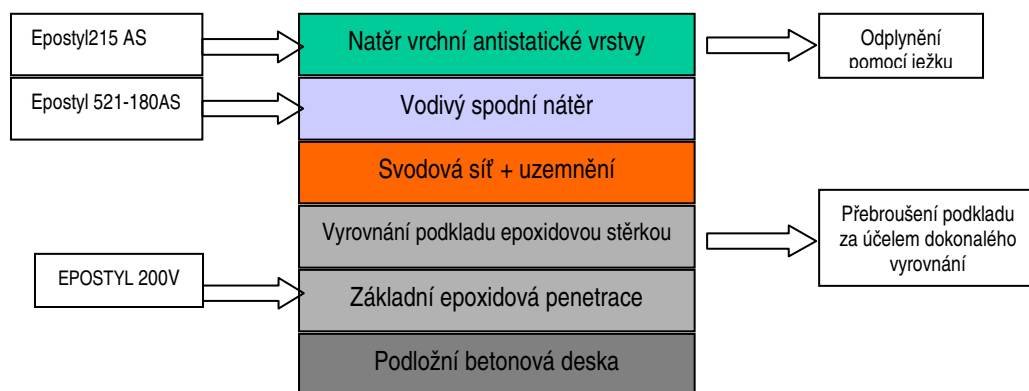 Epostyl215 AS
Natěr vrchní antistatické vrstvy
Odplynění
pomocí ježku
Epostyl 521-180AS
Vodivý spodní nátěr
Svodová síť + uzemnění
Vyrovnání podkladu epoxidovou stěrkou
Přebroušení podkladu
za účelem dokonalého
vyrovnání
EPOSTYL 200V
Základní epoxidová penetrace
Podložní betonová deska